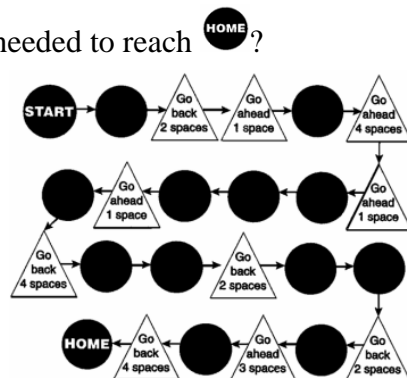 needed to reach HOME?
START
Go back 2 spaces
Go ahead 1 space
Go ahead 4 spaces
Go ahead 1 space
Go ahead 1 space
Go back 4 spaces
Go back 2 spaces
HOME
Go back 4 spaces
Go ahead 3 spaces
Go back 2 spaces